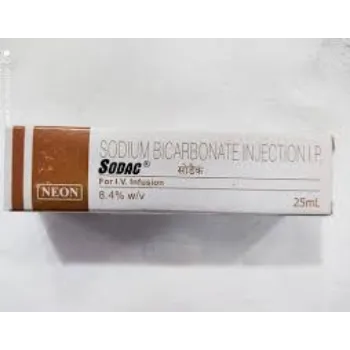 SODIUM BICARBONATE INJECTION I.P.
SODAC®
सोडैक
For I.V. Infusion
NEON
8.4% w/v
25mL